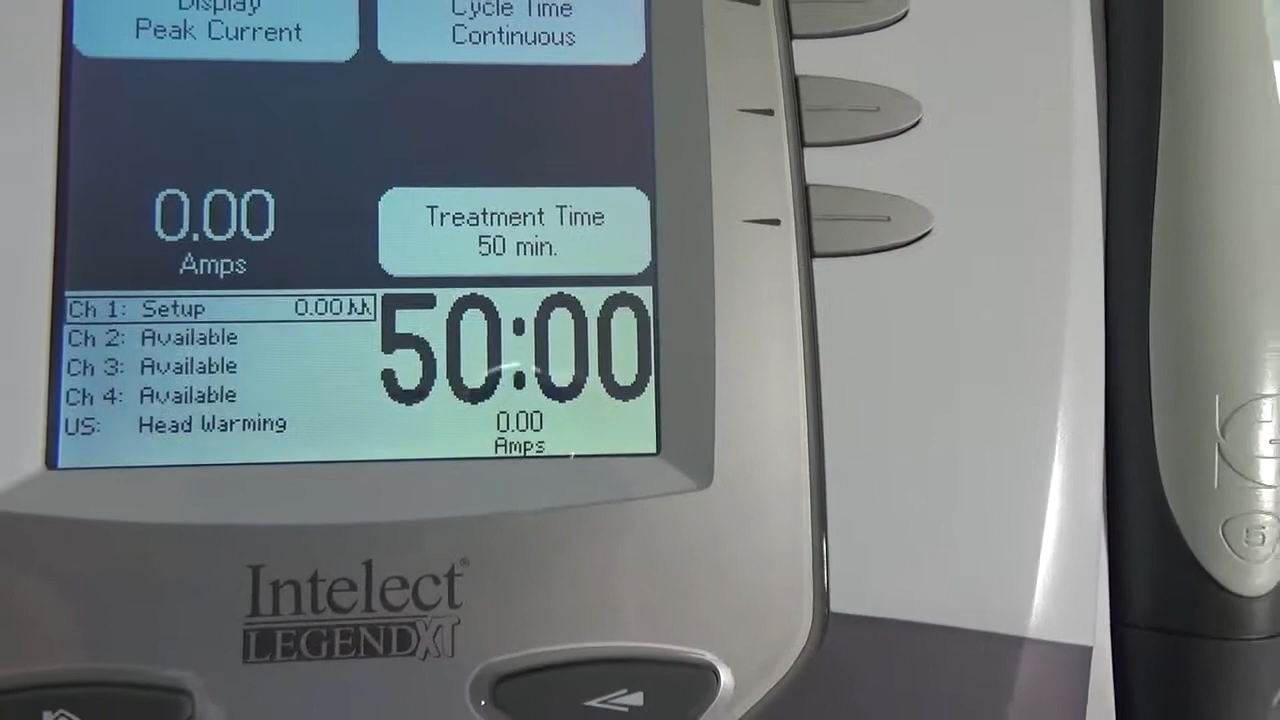 Display
Peak Current
Cycle Time
Continuous
0.00
Amps
Treatment Time
50 min.
Ch 1: Setup 0.00
Ch 2: Available
Ch 3: Available
Ch 4: Available
US: Head Warming
50:00
0.00
Amps
Intelect®
LEGEND XT
5